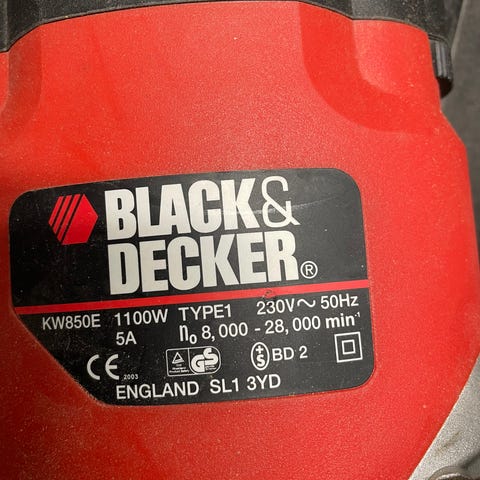 BLACK&
DECKER®
KW850E 1100W TYPE1 230V~ 50Hz
5A n₀ 8,000 - 28,000 min⁻¹
CE 2003 GS BD 2
ENGLAND SL1 3YD